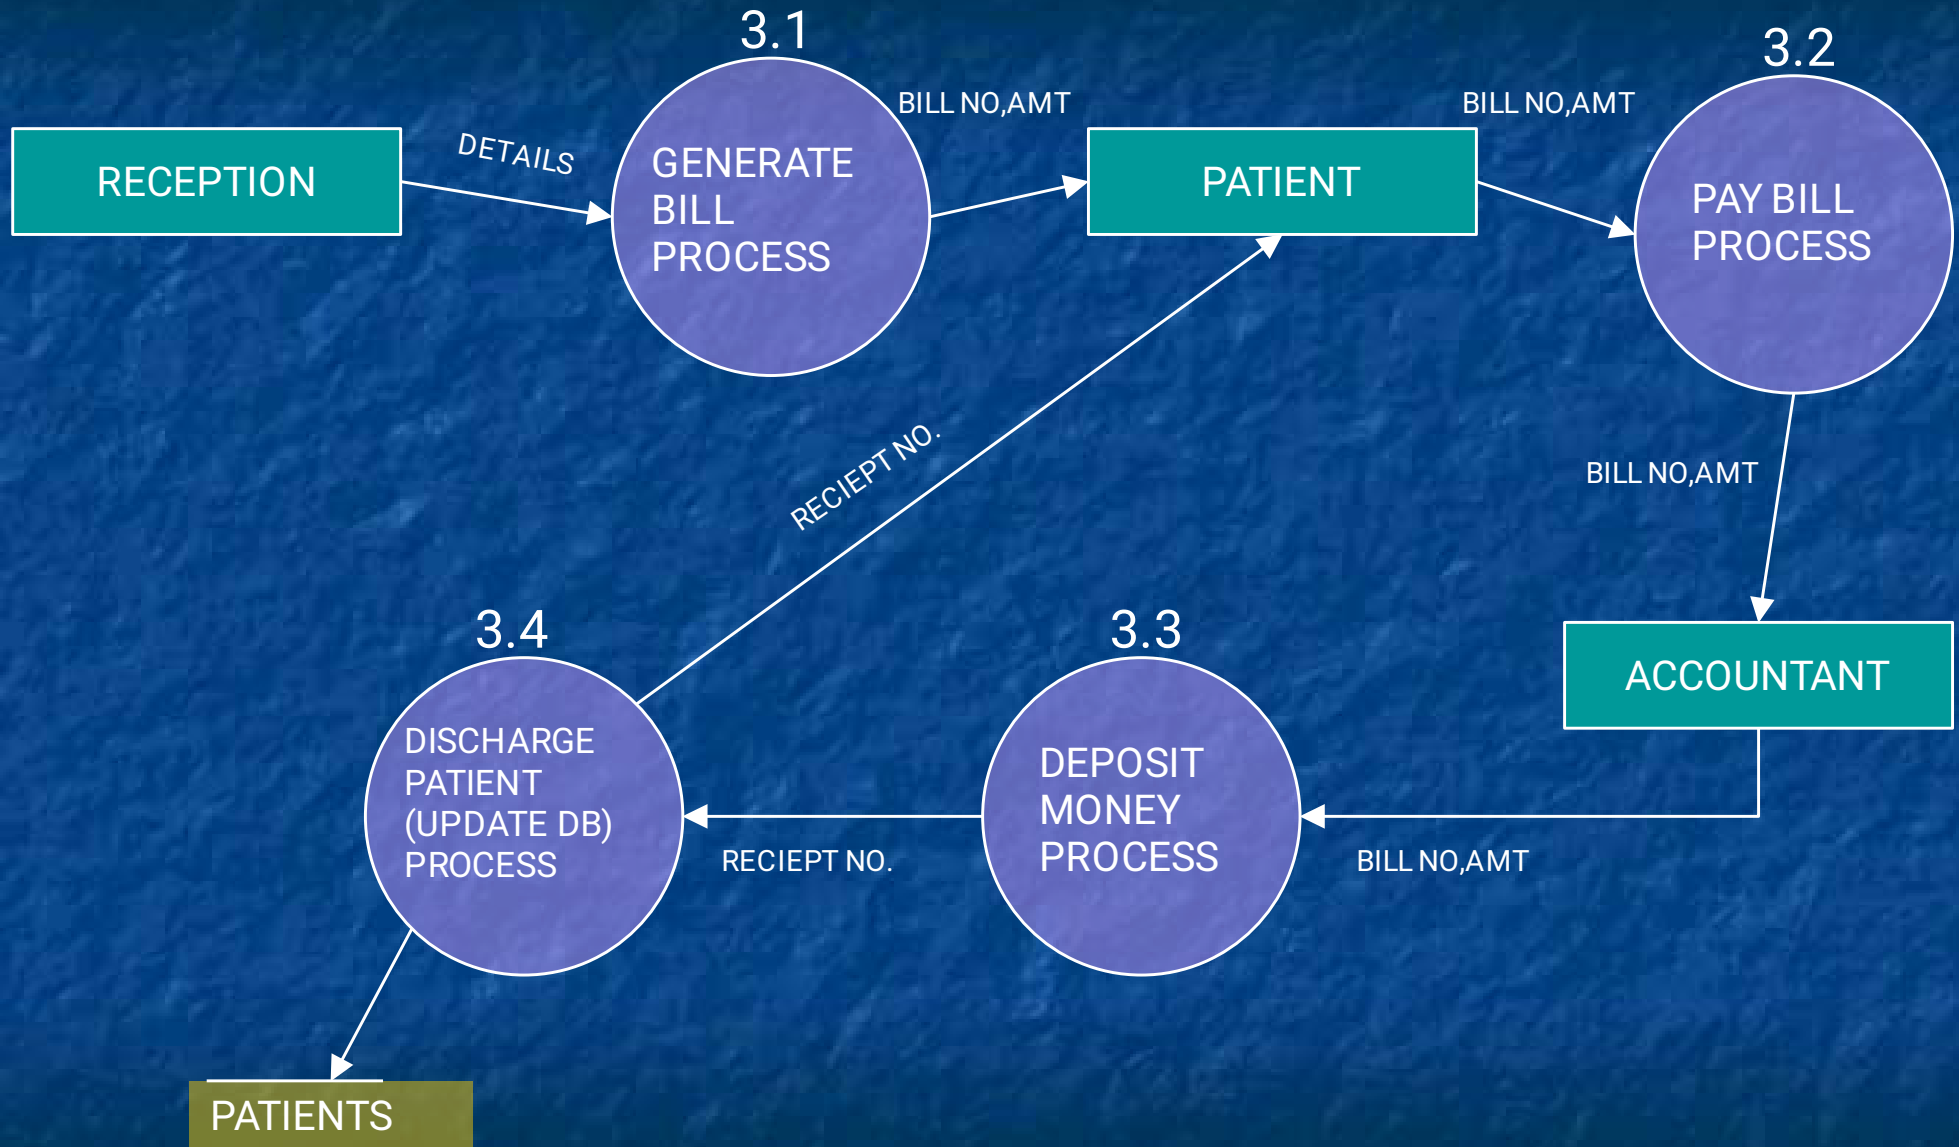 3.1
3.2
BILL NO,AMT
BILL NO,AMT
RECEPTION
DETAILS
GENERATE
BILL
PROCESS
PATIENT
PAY BILL
PROCESS
RECIEPT NO.
BILL NO,AMT
3.4
3.3
ACCOUNTANT
DISCHARGE
PATIENT
(UPDATE DB)
PROCESS
DEPOSIT
MONEY
PROCESS
RECIEPT NO.
BILL NO,AMT
PATIENTS